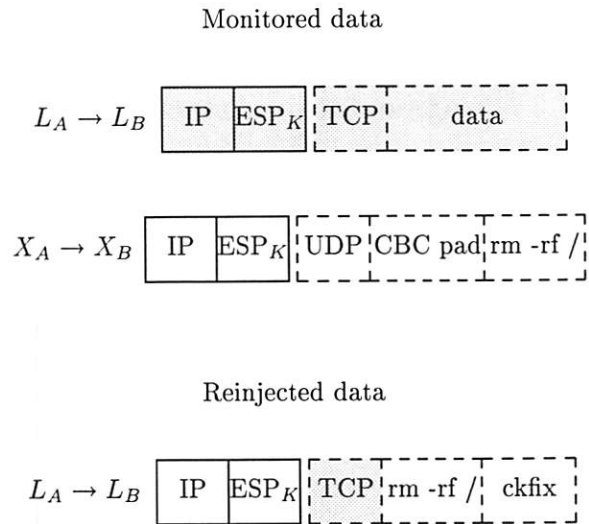 Monitored data
L_A → L_B IP ESP_K TCP data
X_A → X_B IP ESP_K UDP CBC pad rm -rf /
Reinjected data
L_A → L_B IP ESP_K TCP rm -rf / ckfix